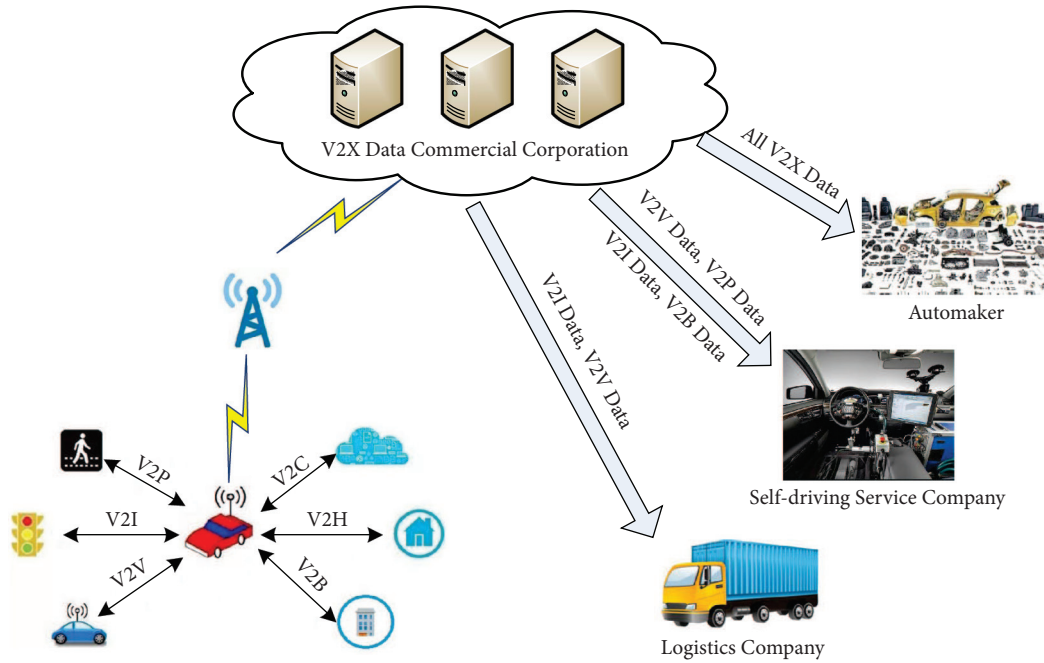 V2X Data Commercial Corporation
All V2X Data
V2V Data, V2P Data
V2I Data, V2B Data
V2I Data, V2V Data
Automaker
Self-driving Service Company
Logistics Company
V2P
V2C
V2I
V2H
V2V
V2B